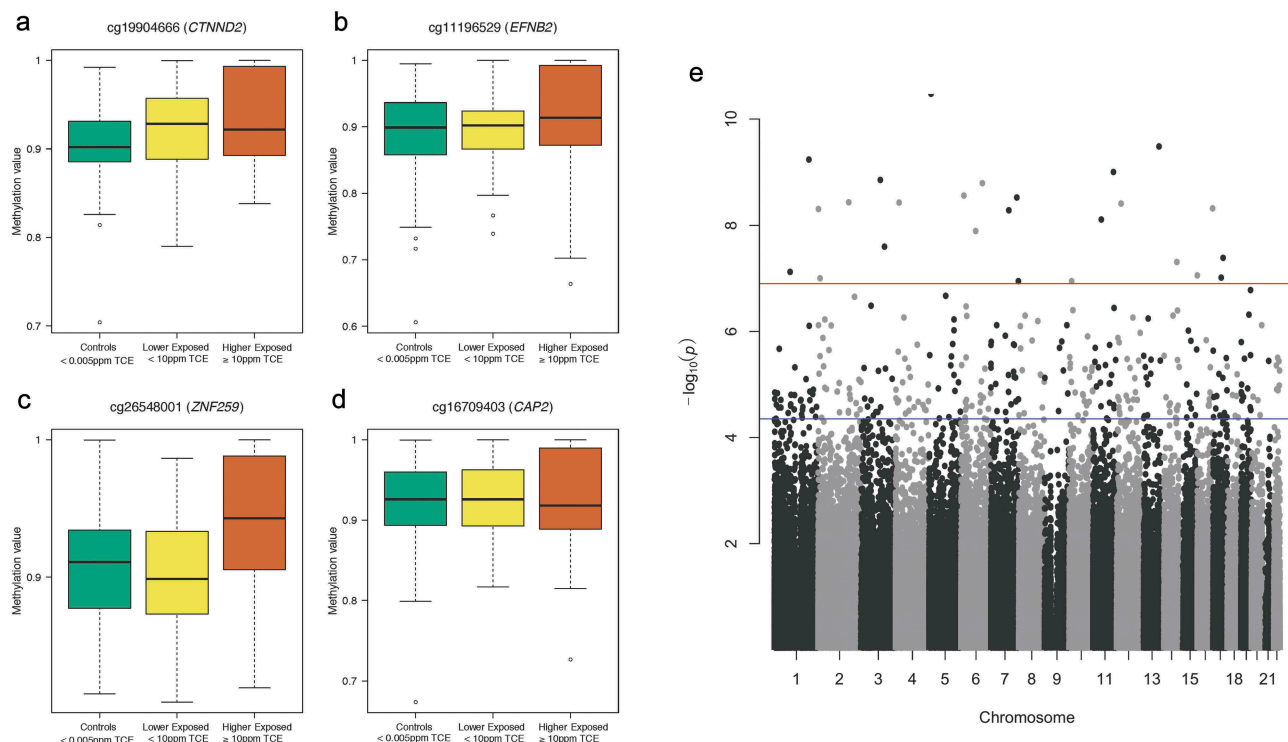 a
cg19904666 (CTNND2)
Methylation value
1
0.9
0.8
0.7
Controls
< 0.005ppm TCE
Lower Exposed
< 10ppm TCE
Higher Exposed
≥ 10ppm TCE
b
cg11196529 (EFNB2)
Methylation value
1
0.9
0.8
0.7
0.6
Controls
< 0.005ppm TCE
Lower Exposed
< 10ppm TCE
Higher Exposed
≥ 10ppm TCE
c
cg26548001 (ZNF259)
Methylation value
1
0.9
Controls
< 0.005ppm TCE
Lower Exposed
< 10ppm TCE
Higher Exposed
≥ 10ppm TCE
d
cg16709403 (CAP2)
Methylation value
1
0.9
0.8
0.7
Controls
< 0.005ppm TCE
Lower Exposed
< 10ppm TCE
Higher Exposed
≥ 10ppm TCE
e
−log10(p)
10
8
6
4
2
1 2 3 4 5 6 7 8 9 11 13 15 18 21
Chromosome